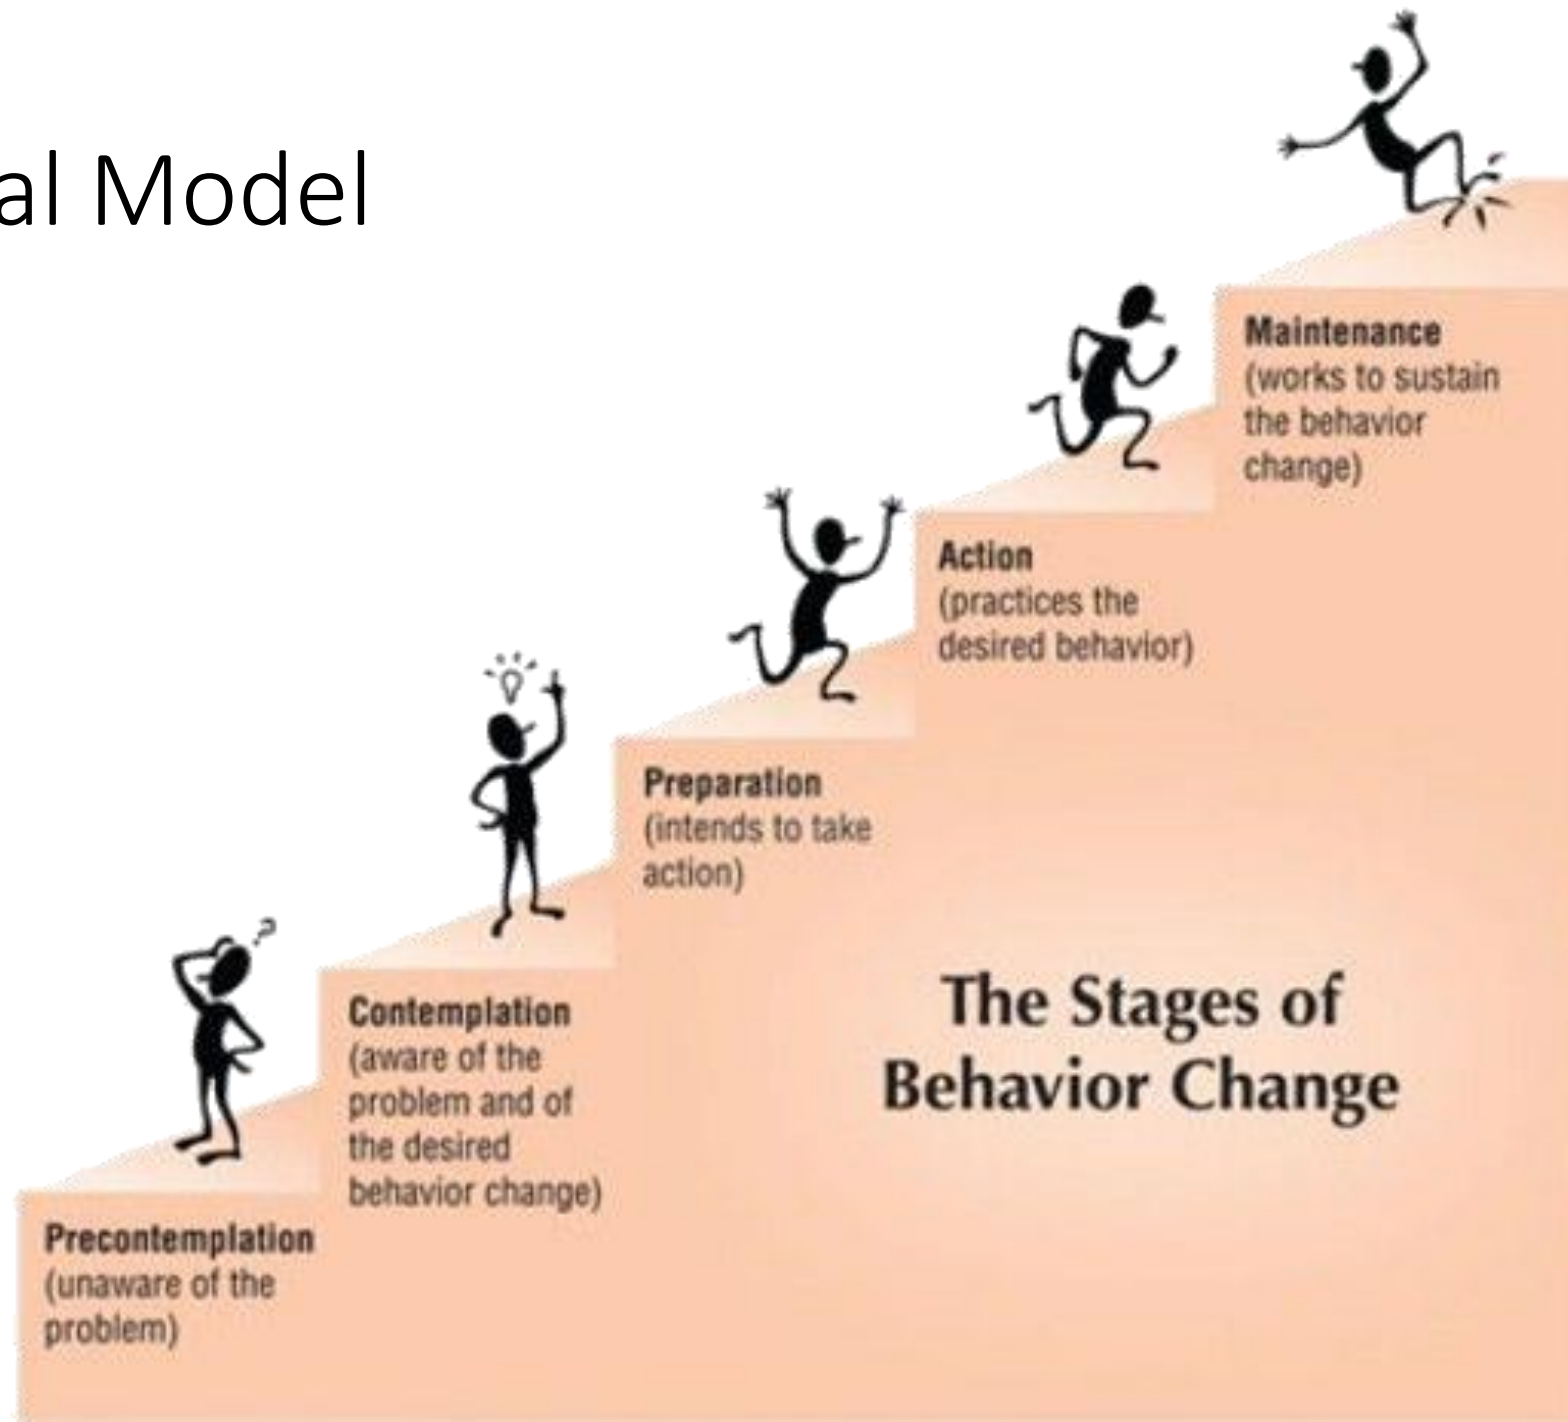 al Model
Maintenance
(works to sustain
the behavior
change)
Action
(practices the
desired behavior)
Preparation
(intends to take
action)
Contemplation
(aware of the
problem and of
the desired
behavior change)
Precontemplation
(unaware of the
problem)
The Stages of
Behavior Change